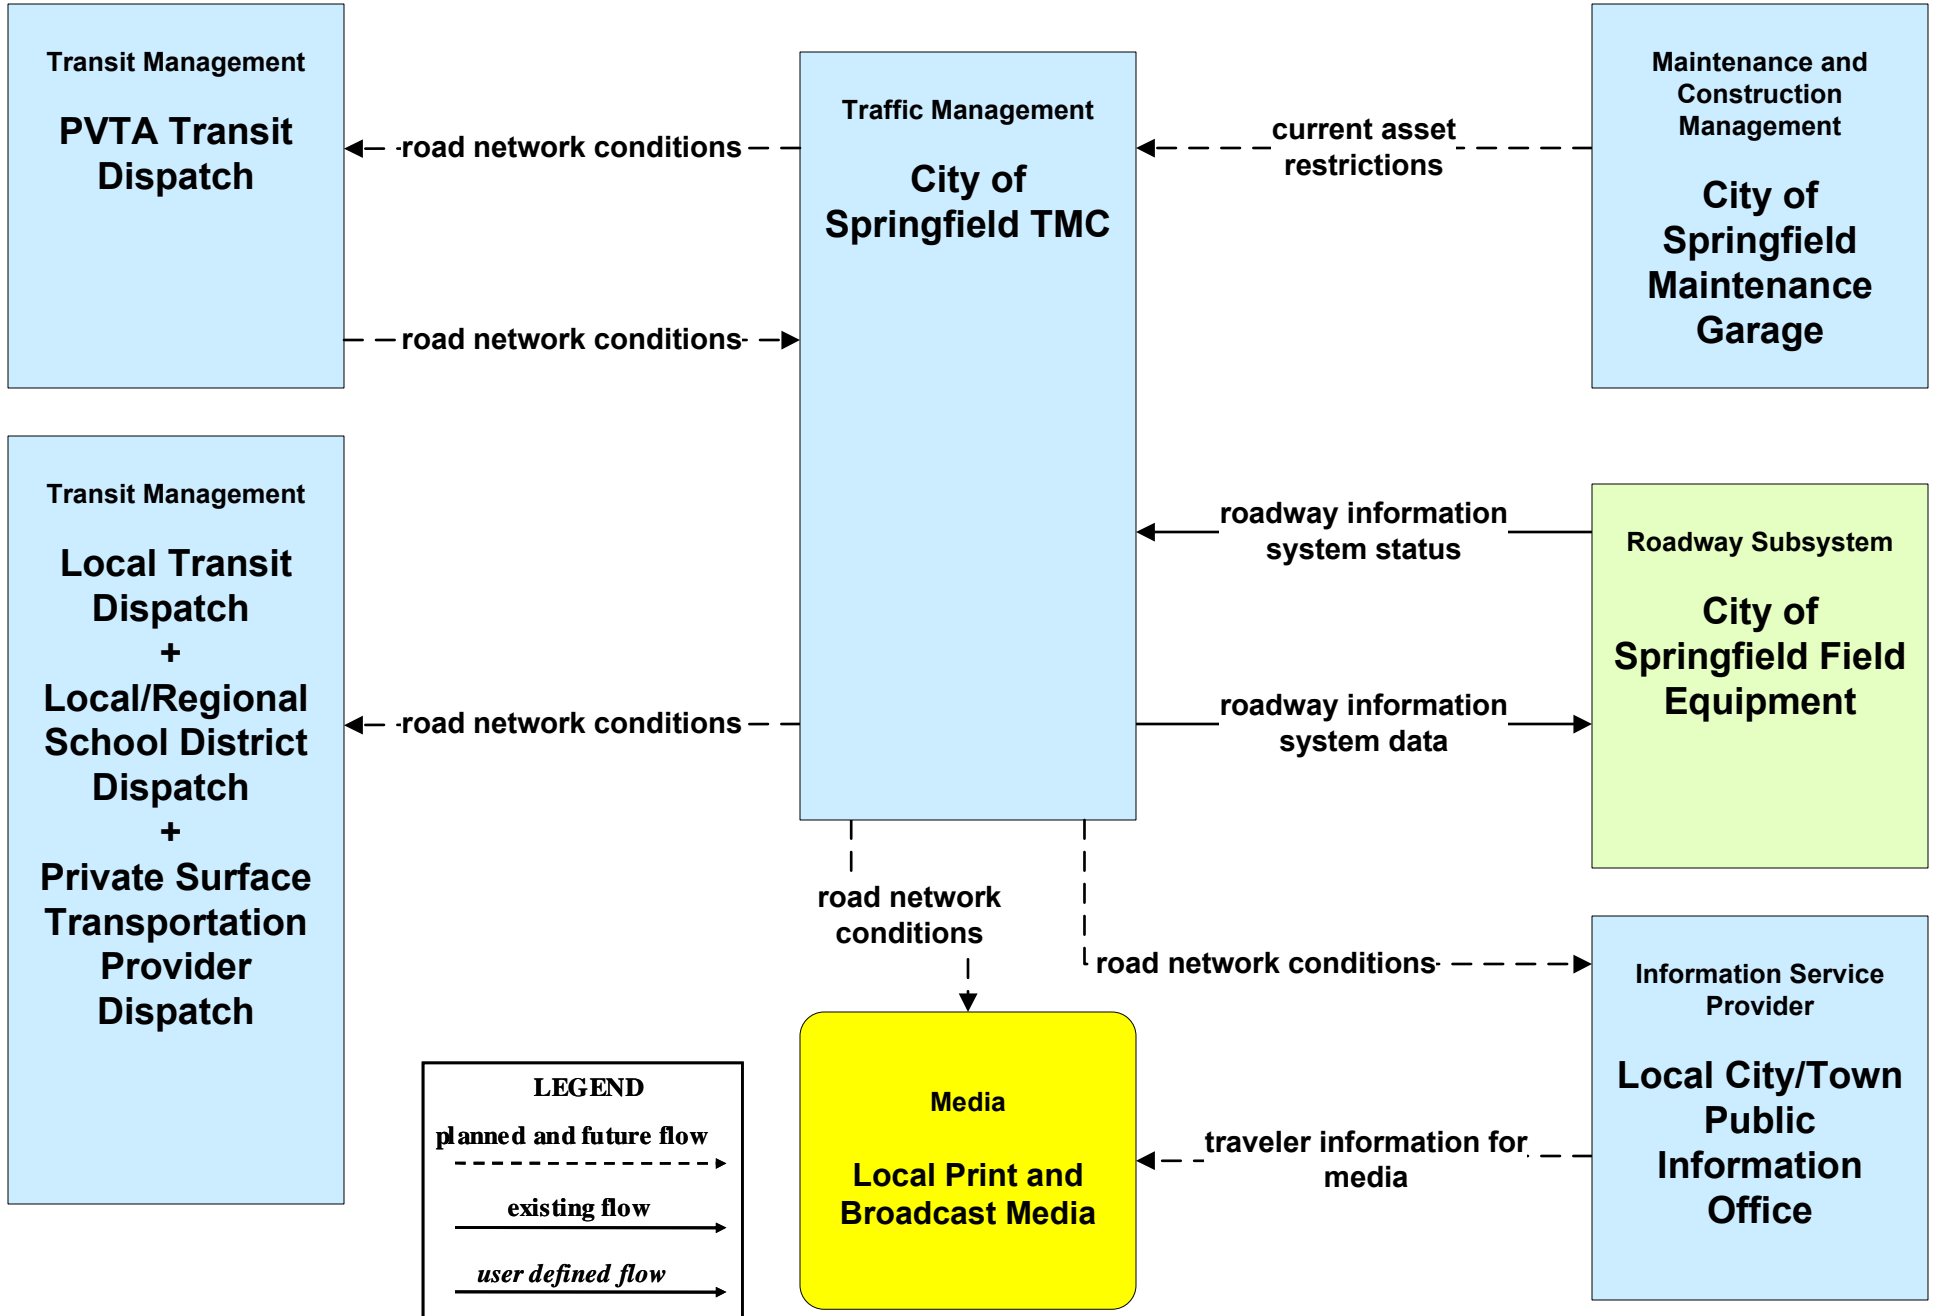 Transit Management
PVTA Transit
Dispatch
road network conditions
road network conditions
Traffic Management
City of
Springfield TMC
current asset
restrictions
Maintenance and
Construction
Management
City of
Springfield
Maintenance
Garage
Transit Management
Local Transit
Dispatch
+
Local/Regional
School District
Dispatch
+
Private Surface
Transportation
Provider
Dispatch
road network conditions
roadway information
system status
roadway information
system data
Roadway Subsystem
City of
Springfield Field
Equipment
road network
conditions
road network conditions
Information Service
Provider
Local City/Town
Public
Information
Office
traveler information for
media
Media
Local Print and
Broadcast Media
LEGEND
planned and future flow
existing flow
user defined flow